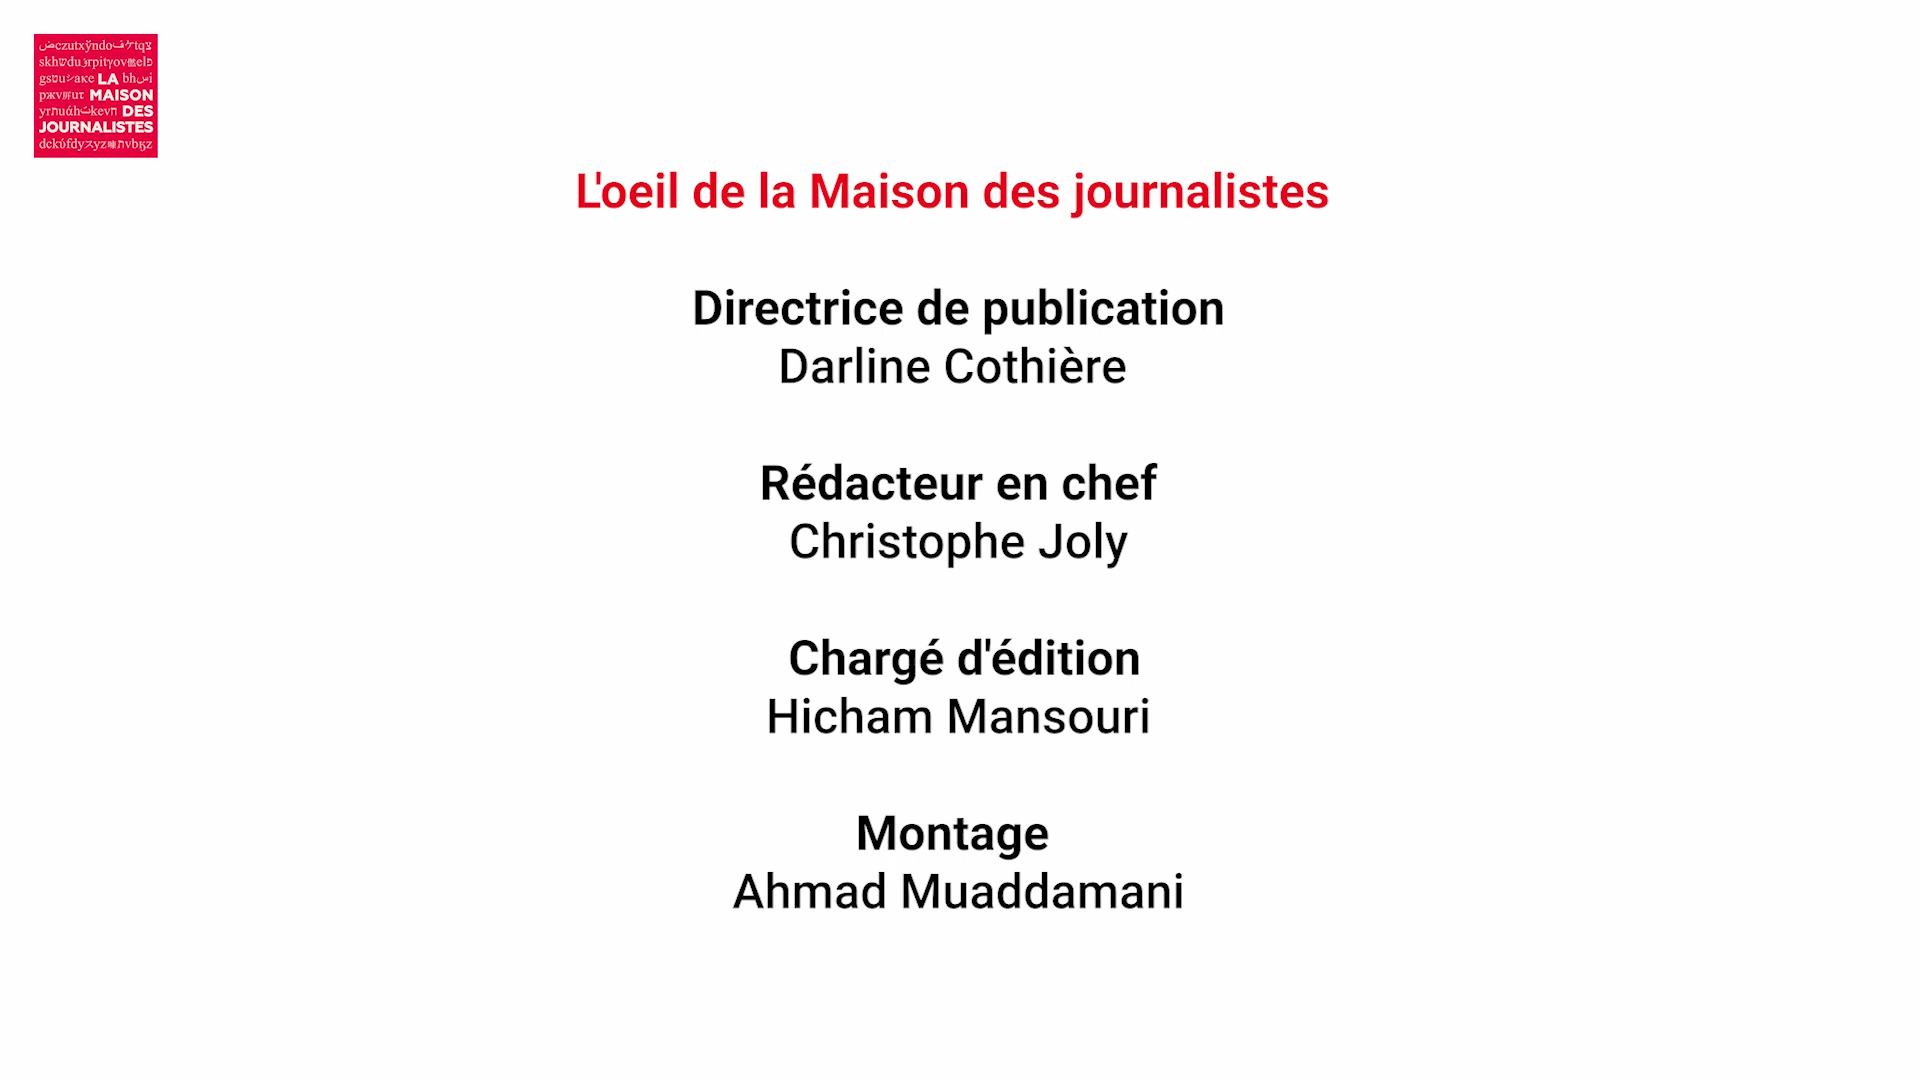 LA
MAISON
DES
JOURNALISTES
L'oeil de la Maison des journalistes
Directrice de publication
Darline Cothière
Rédacteur en chef
Christophe Joly
Chargé d'édition
Hicham Mansouri
Montage
Ahmad Muaddamani